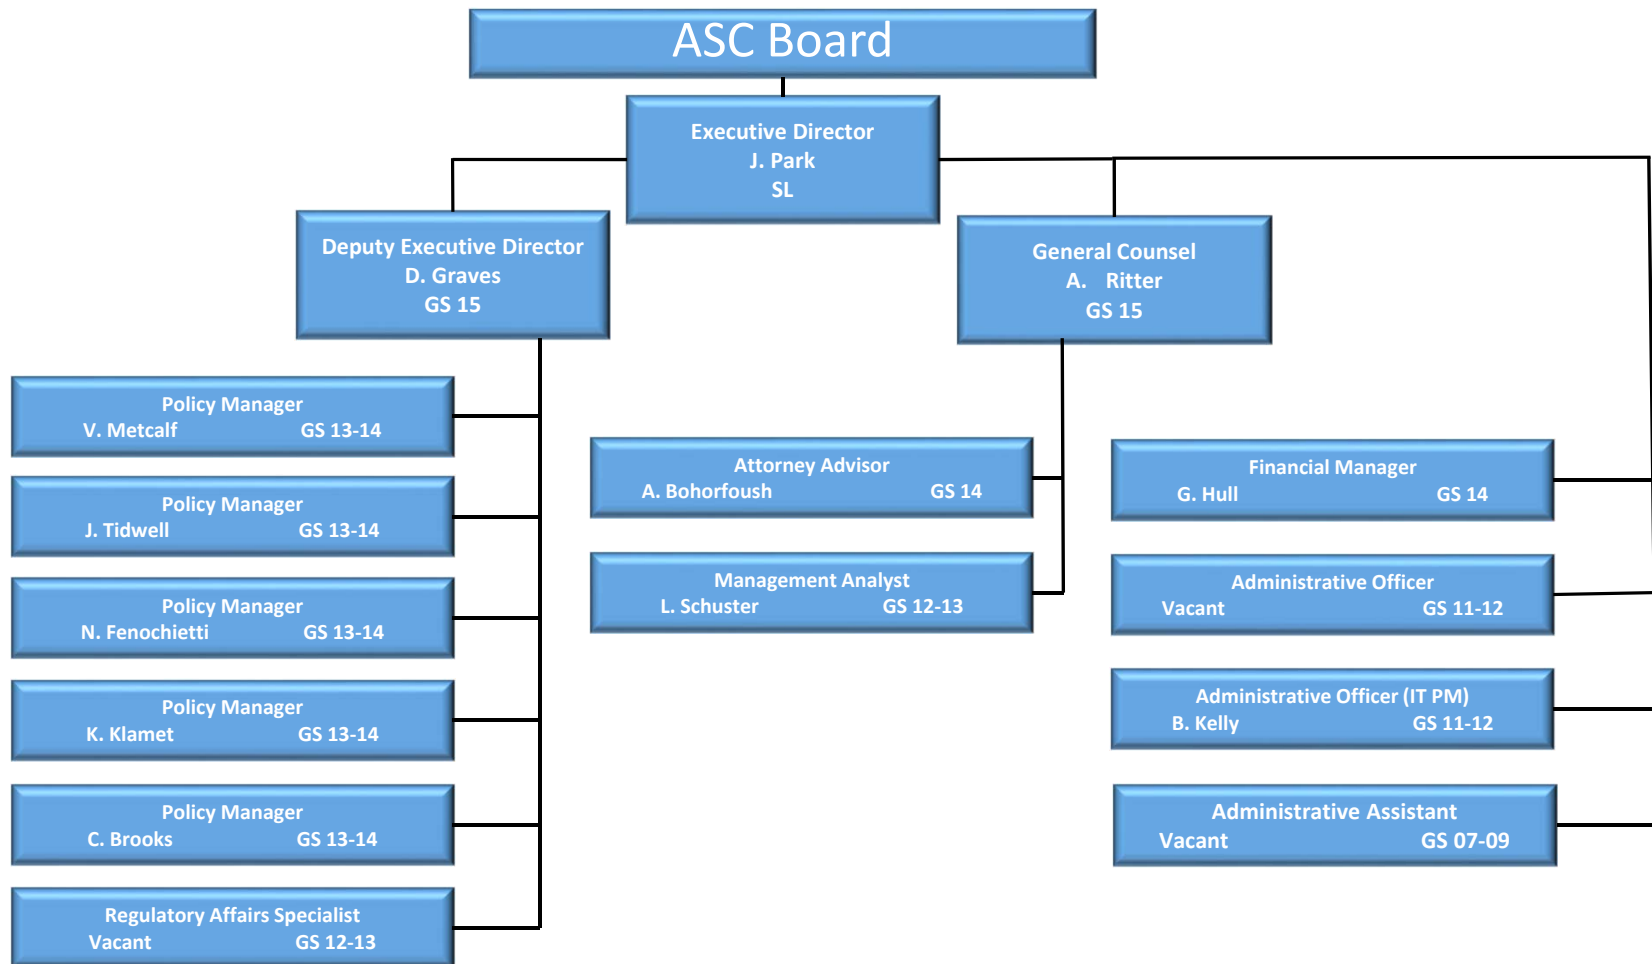 ASC Board
Executive Director
J. Park
SL
Deputy Executive Director
D. Graves
GS 15
General Counsel
A. Ritter
GS 15
Policy Manager
V. Metcalf GS 13-14
Policy Manager
J. Tidwell GS 13-14
Policy Manager
N. Fenochietti GS 13-14
Policy Manager
K. Klamet GS 13-14
Policy Manager
C. Brooks GS 13-14
Regulatory Affairs Specialist
Vacant GS 12-13
Attorney Advisor
A. Bohorfoush GS 14
Management Analyst
L. Schuster GS 12-13
Financial Manager
G. Hull GS 14
Administrative Officer
Vacant GS 11-12
Administrative Officer (IT PM)
B. Kelly GS 11-12
Administrative Assistant
Vacant GS 07-09